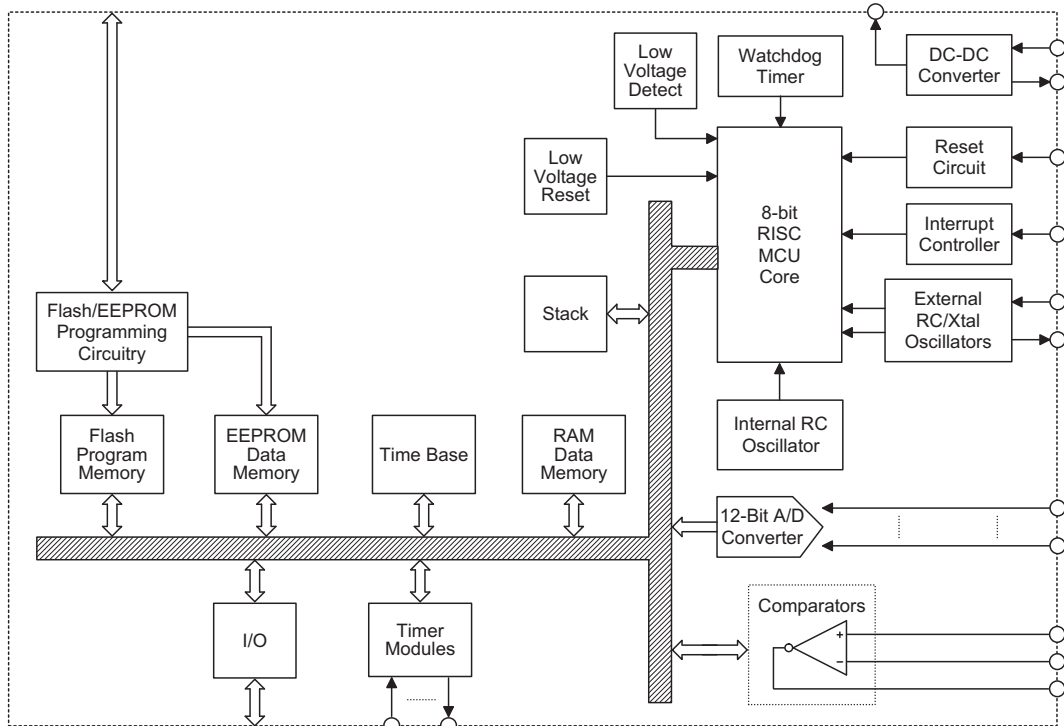 Low
Voltage
Detect
Watchdog
Timer
DC-DC
Converter
Low
Voltage
Reset
8-bit
RISC
MCU
Core
Reset
Circuit
Interrupt
Controller
External
RC/Xtal
Oscillators
Stack
Internal RC
Oscillator
Flash/EEPROM
Programming
Circuitry
Flash
Program
Memory
EEPROM
Data
Memory
Time Base
RAM
Data
Memory
12-Bit A/D
Converter
I/O
Timer
Modules
Comparators
+
−